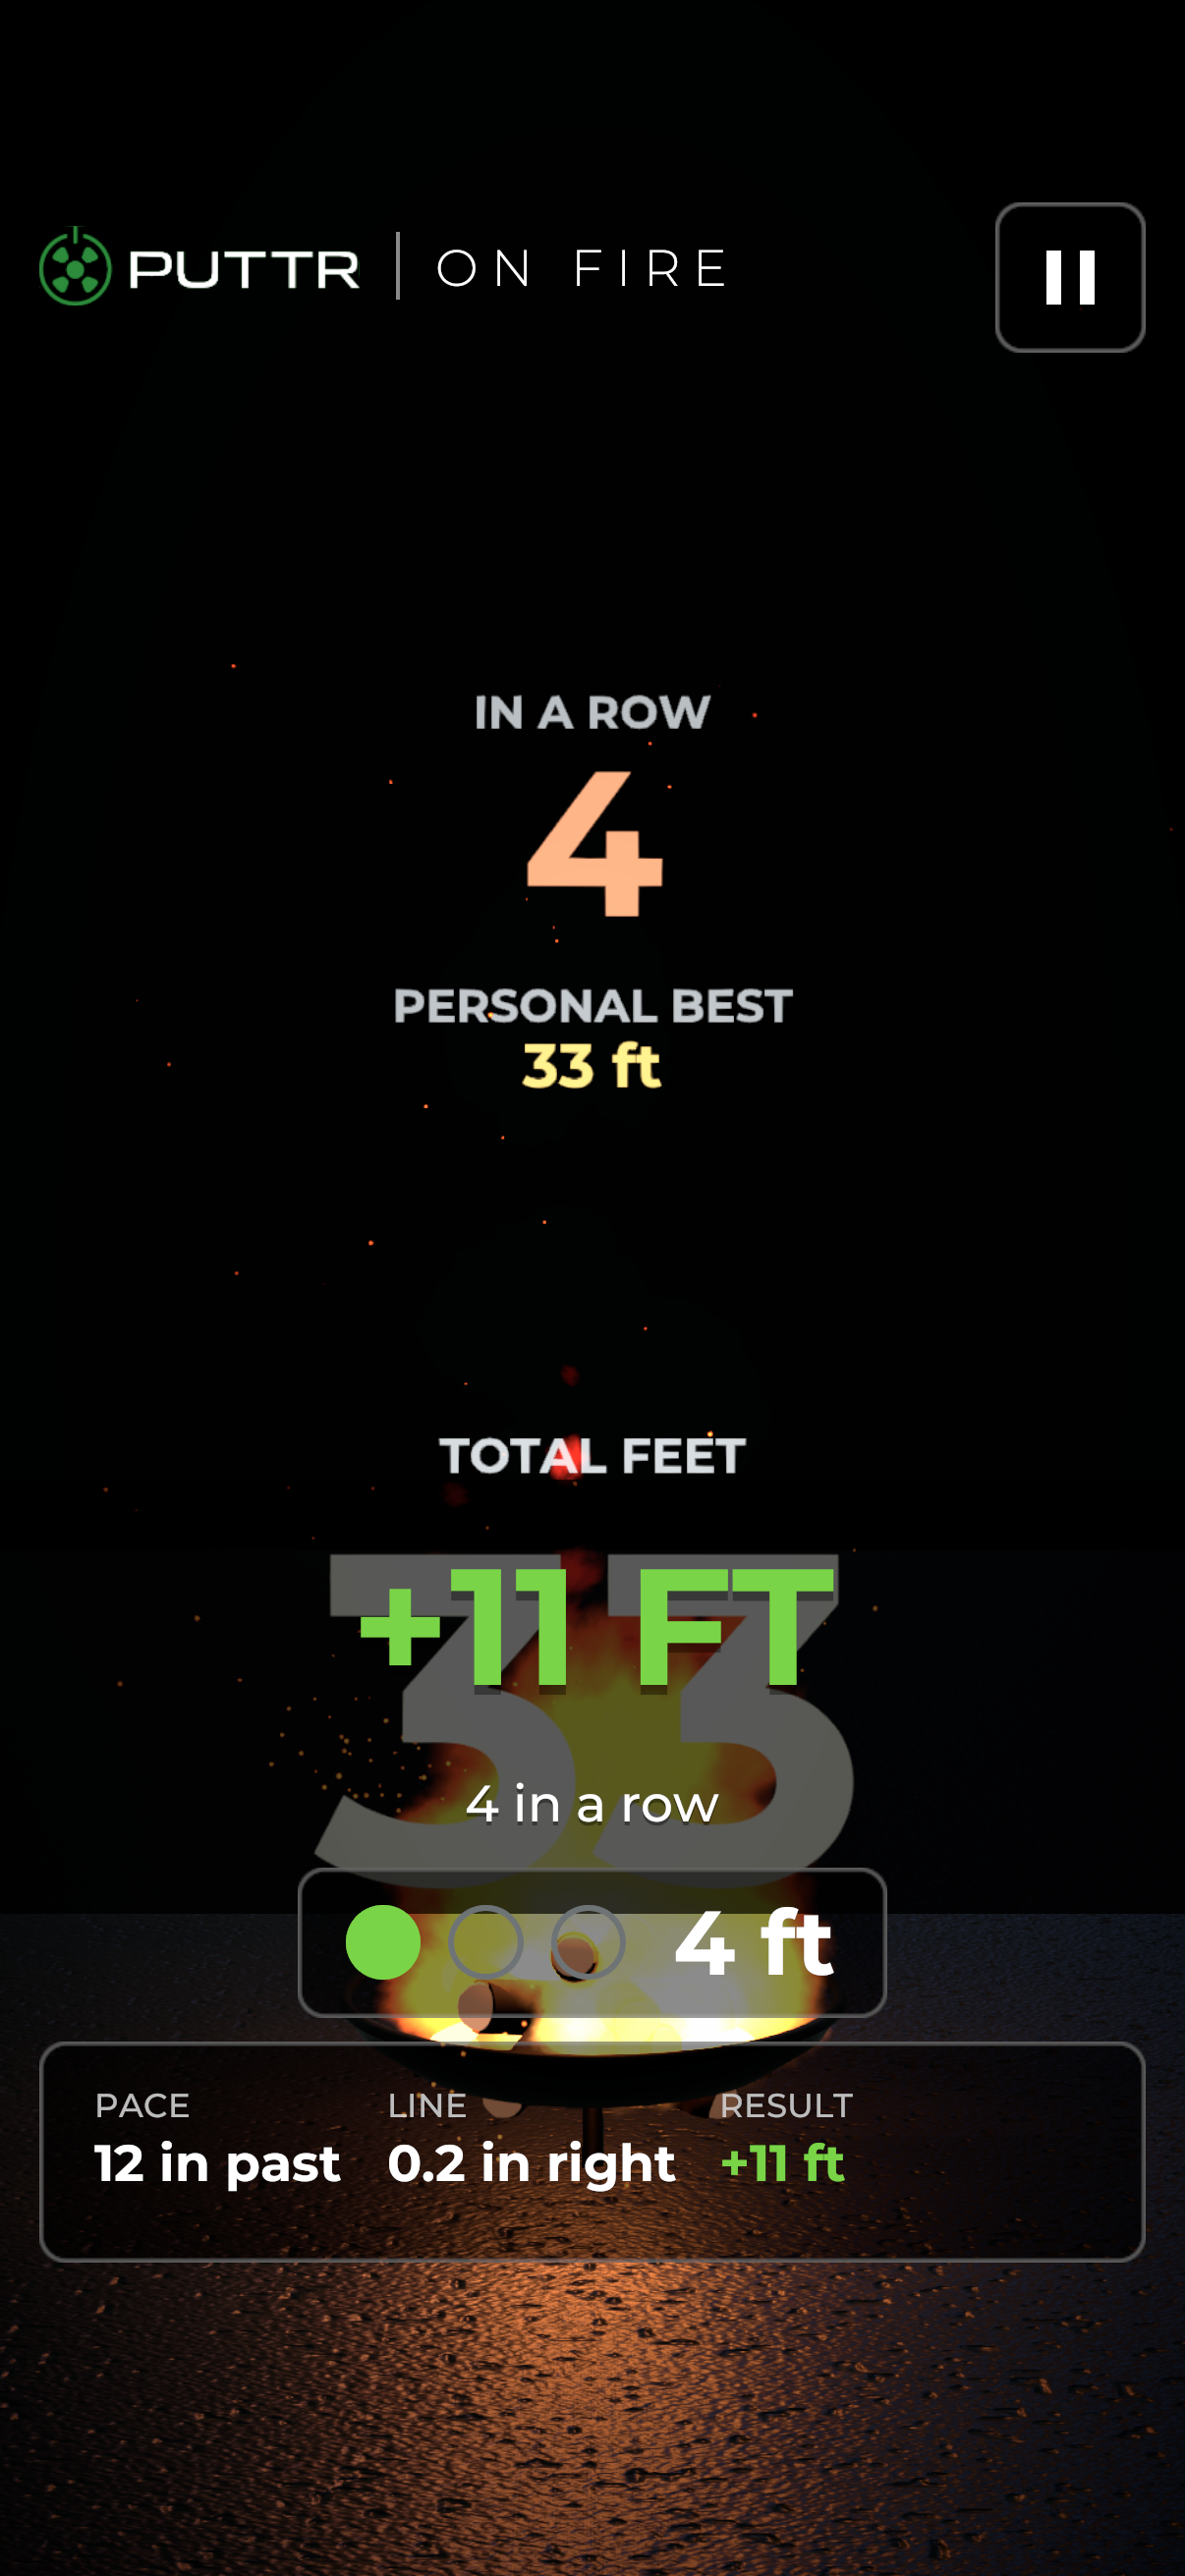 PUTTR | ON FIRE
IN A ROW
4
PERSONAL BEST
33 ft
TOTAL FEET
33
+11 FT
4 in a row
4 ft
PACE LINE RESULT
12 in past 0.2 in right +11 ft